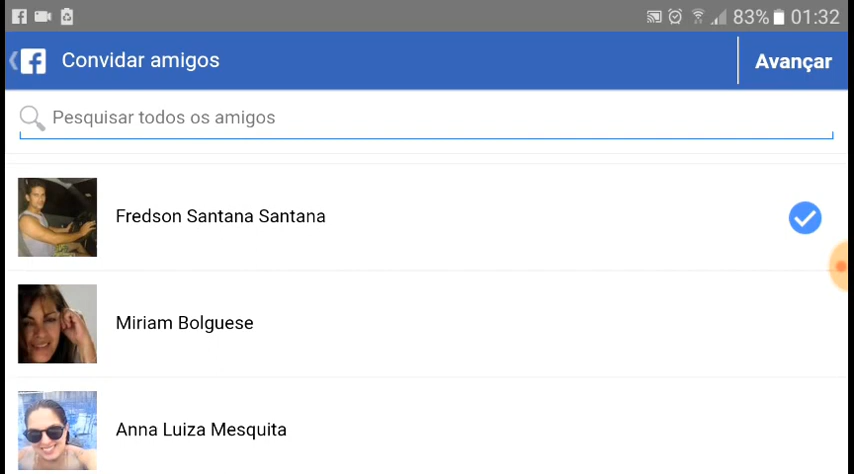 83% 01:32
Convidar amigos
Avançar
Pesquisar todos os amigos
Fredson Santana Santana
Miriam Bolguese
Anna Luiza Mesquita